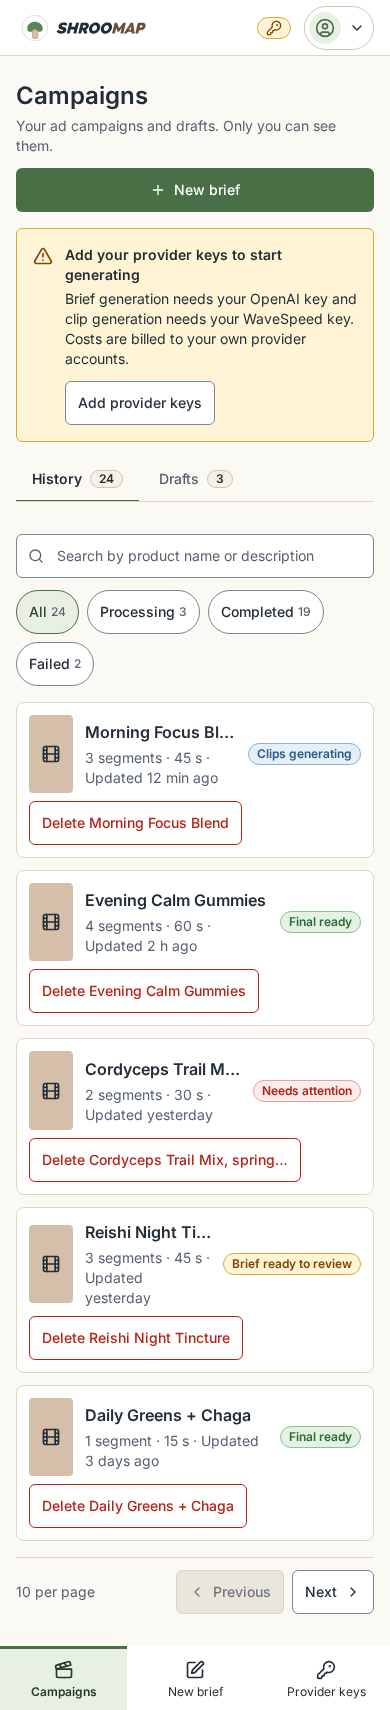 SHROOMAP
Campaigns
Your ad campaigns and drafts. Only you can see
them.
New brief
Add your provider keys to start
generating
Brief generation needs your OpenAI key and
clip generation needs your WaveSpeed key.
Costs are billed to your own provider
accounts.
Add provider keys
History 24 Drafts 3
Search by product name or description
All 24 Processing 3 Completed 19
Failed 2
Morning Focus Bl...
3 segments · 45 s ·
Updated 12 min ago
Clips generating
Delete Morning Focus Blend
Evening Calm Gummies
4 segments · 60 s ·
Updated 2 h ago
Final ready
Delete Evening Calm Gummies
Cordyceps Trail M...
2 segments · 30 s ·
Updated yesterday
Needs attention
Delete Cordyceps Trail Mix, spring...
Reishi Night Ti...
3 segments · 45 s ·
Updated
yesterday
Brief ready to review
Delete Reishi Night Tincture
Daily Greens + Chaga
1 segment · 15 s · Updated
3 days ago
Final ready
Delete Daily Greens + Chaga
10 per page Previous Next
Campaigns New brief Provider keys